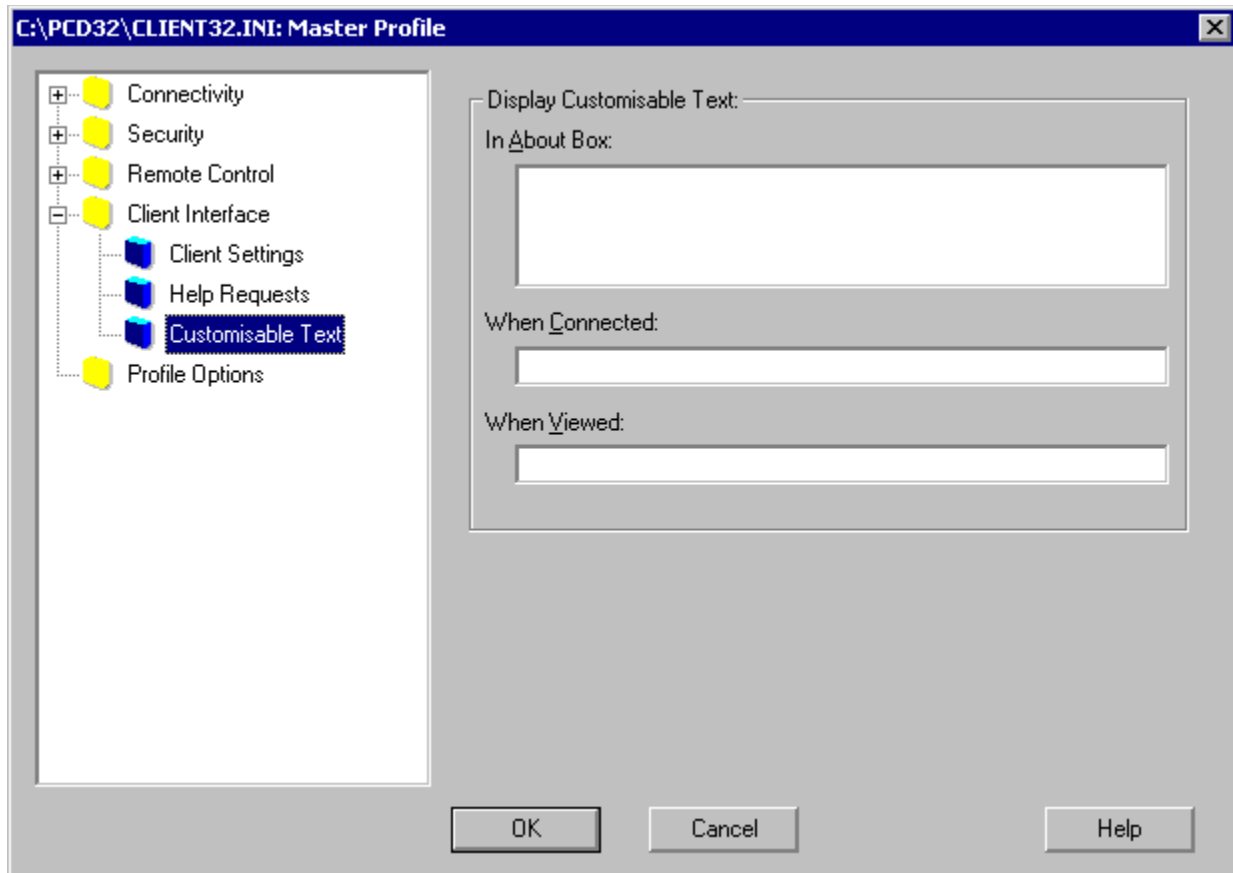 C:\PCD32\CLIENT32.INI: Master Profile
Connectivity
Security
Remote Control
Client Interface
Client Settings
Help Requests
Customisable Text
Profile Options
Display Customisable Text:
In About Box:
When Connected:
When Viewed:
OK
Cancel
Help